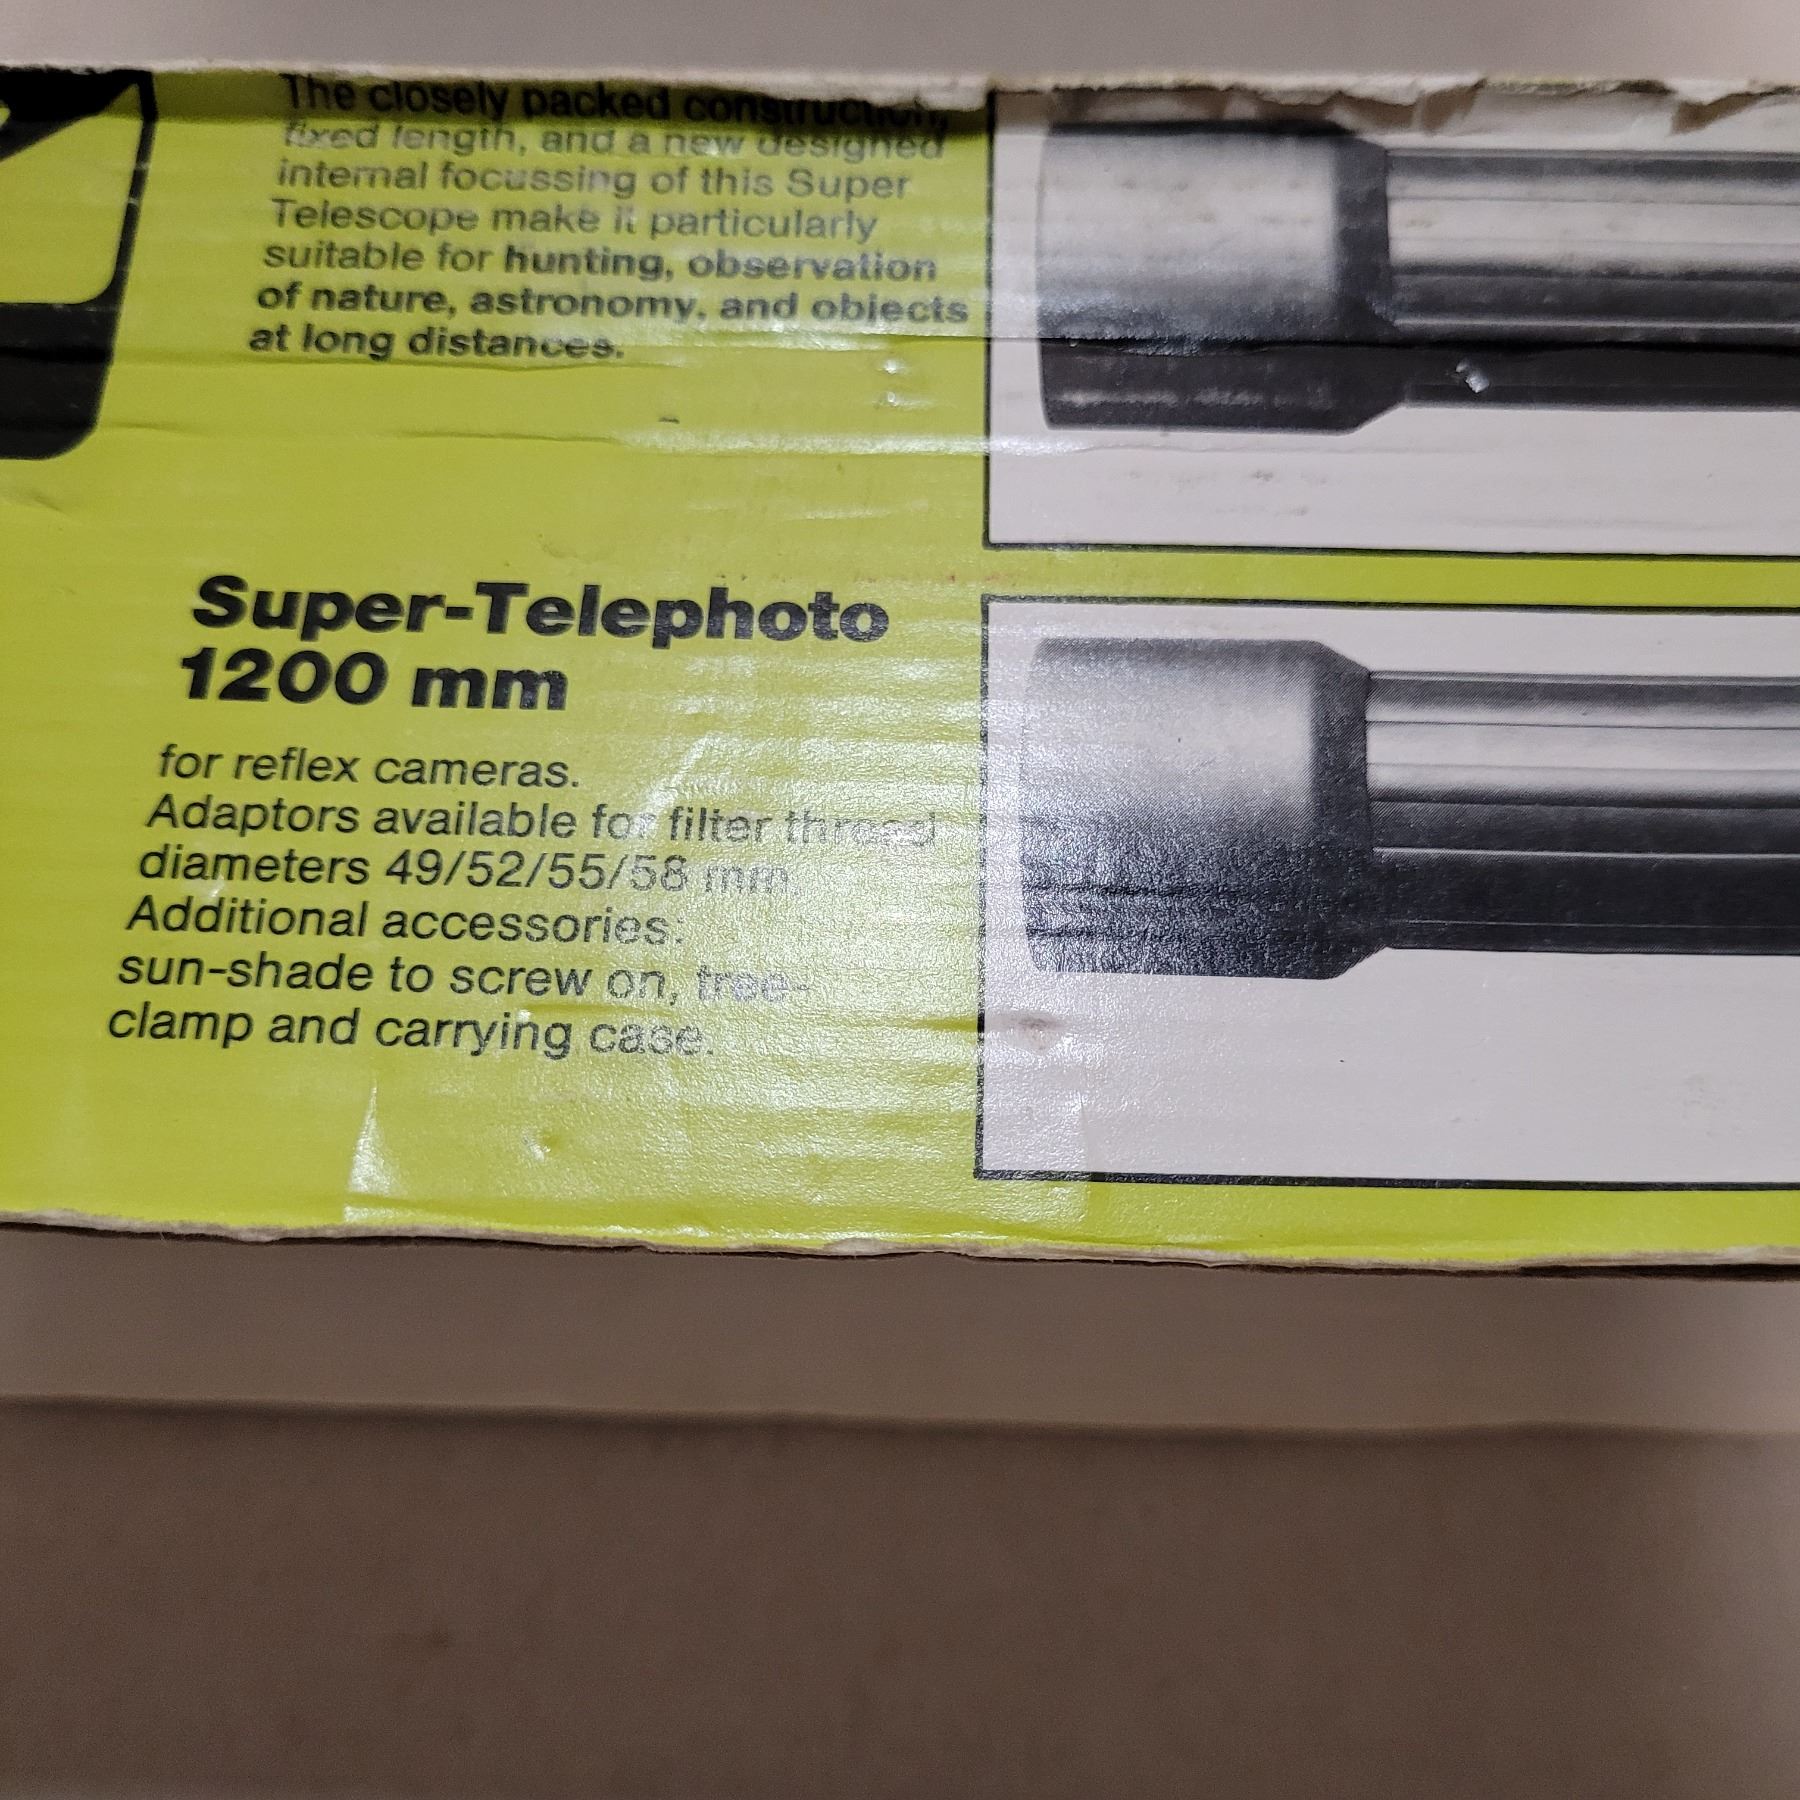 The closely packed construction,
fixed length, and a new designed
internal focussing of this Super
Telescope make it particularly
suitable for hunting, observation
of nature, astronomy, and objects
at long distances.
Super-Telephoto
1200 mm
for reflex cameras.
Adaptors available for filter thread
diameters 49/52/55/58 mm.
Additional accessories:
sun-shade to screw on, tree-
clamp and carrying case.